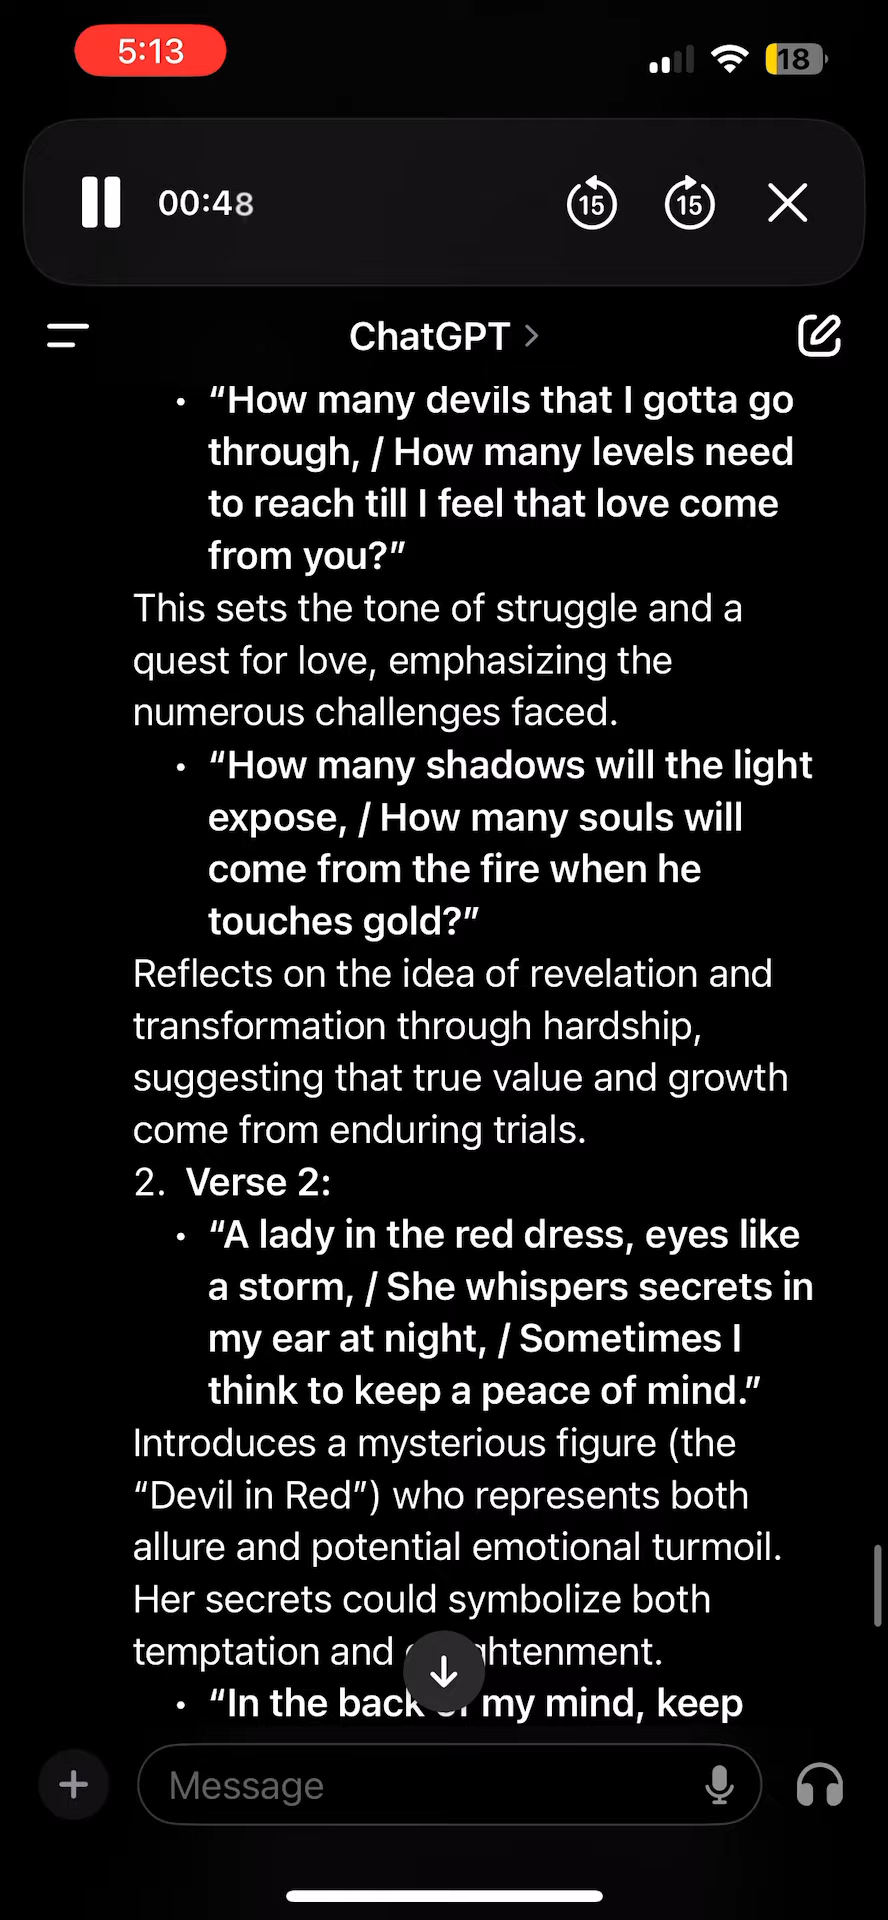 5:13
18
00:48
15
15
ChatGPT >
• “How many devils that I gotta go
through, / How many levels need
to reach till I feel that love come
from you?”
This sets the tone of struggle and a
quest for love, emphasizing the
numerous challenges faced.
• “How many shadows will the light
expose, / How many souls will
come from the fire when he
touches gold?”
Reflects on the idea of revelation and
transformation through hardship,
suggesting that true value and growth
come from enduring trials.
2. Verse 2:
• “A lady in the red dress, eyes like
a storm, / She whispers secrets in
my ear at night, / Sometimes I
think to keep a peace of mind.”
Introduces a mysterious figure (the
“Devil in Red”) who represents both
allure and potential emotional turmoil.
Her secrets could symbolize both
temptation and
• “In the back of my mind, keep
Message